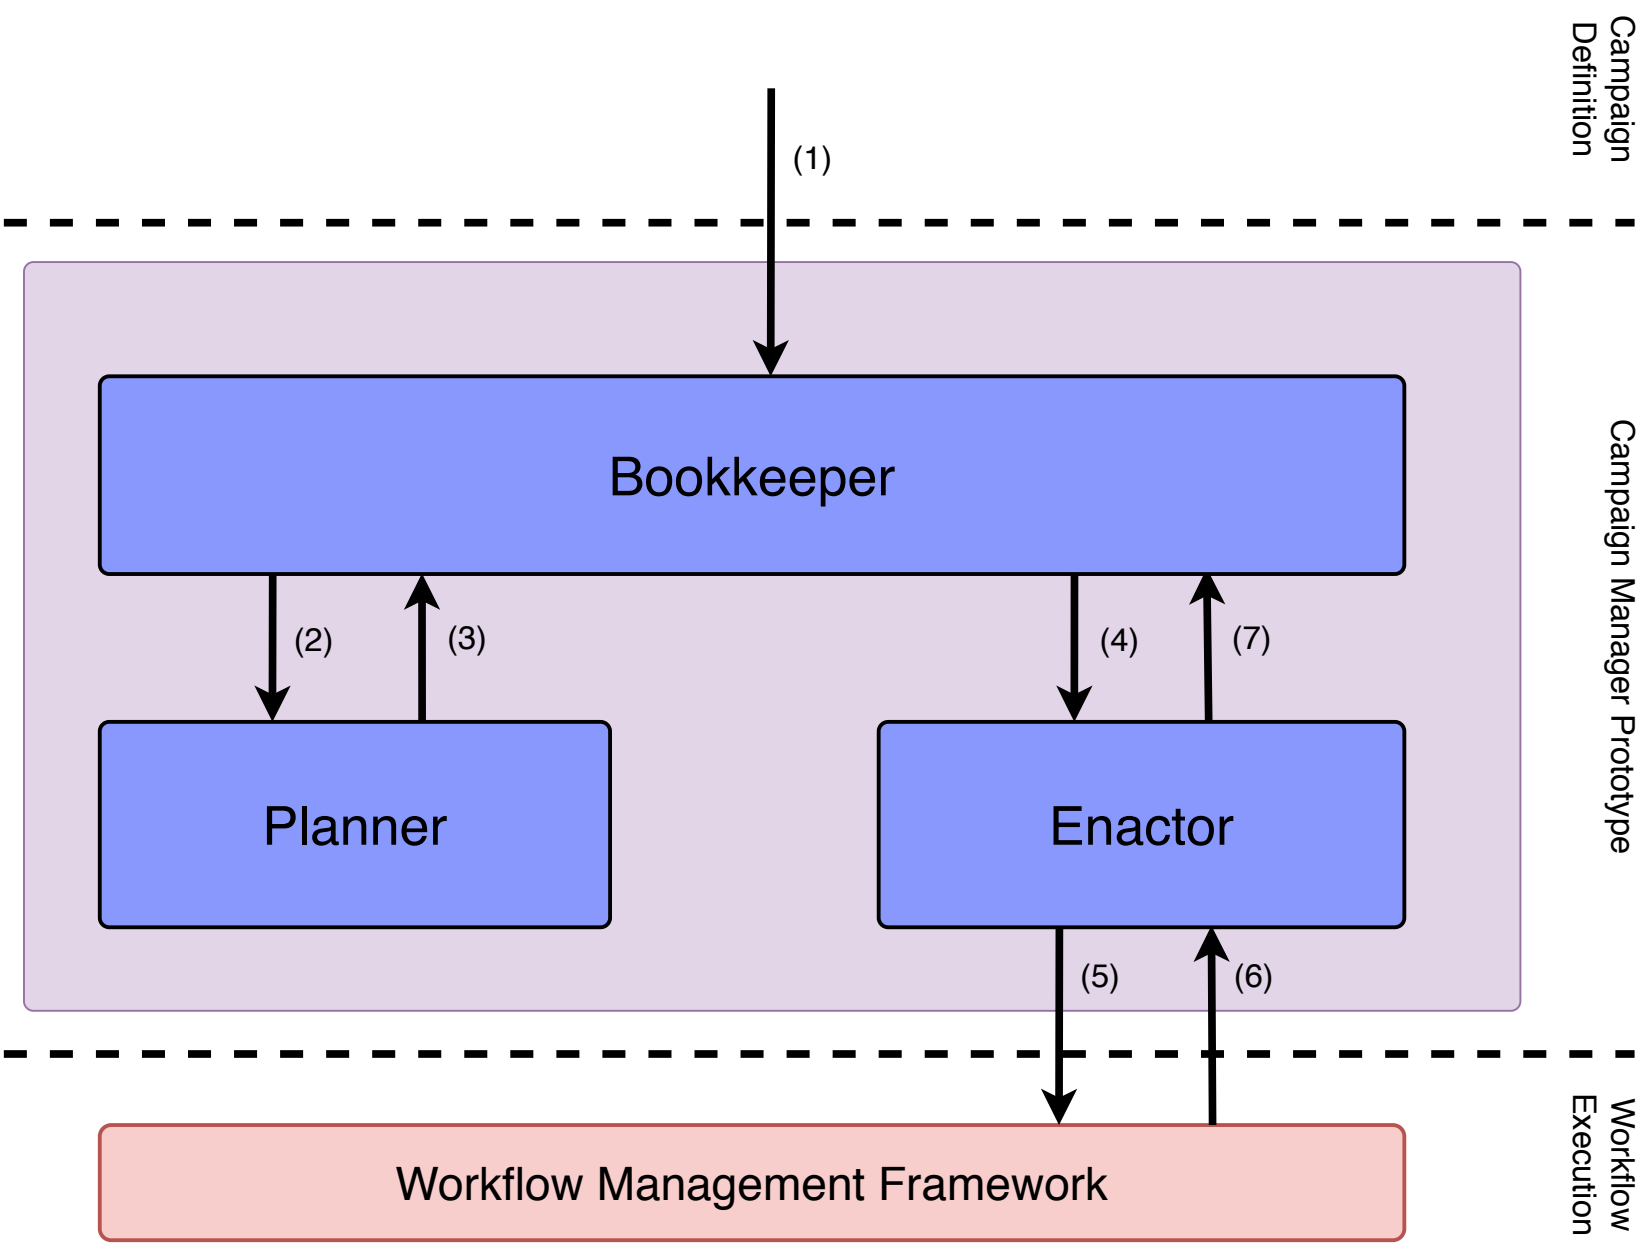 Campaign
Definition
(1)
Campaign Manager Prototype
Bookkeeper
(2)
(3)
(4)
(7)
Planner
Enactor
(5)
(6)
Workflow
Execution
Workflow Management Framework